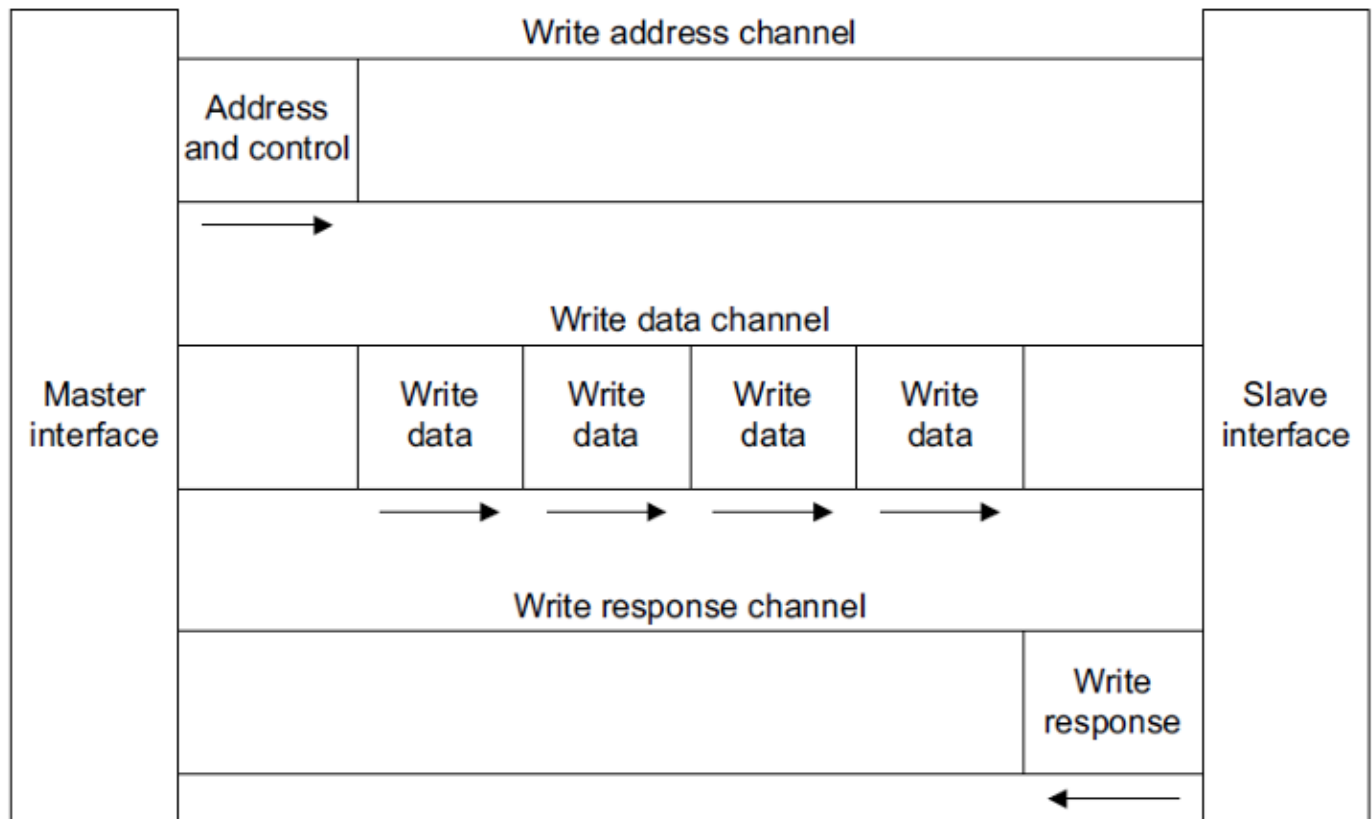 Write address channel
Address
and control
Write data channel
Master
interface
Write
data
Write
data
Write
data
Write
data
Slave
interface
Write response channel
Write
response